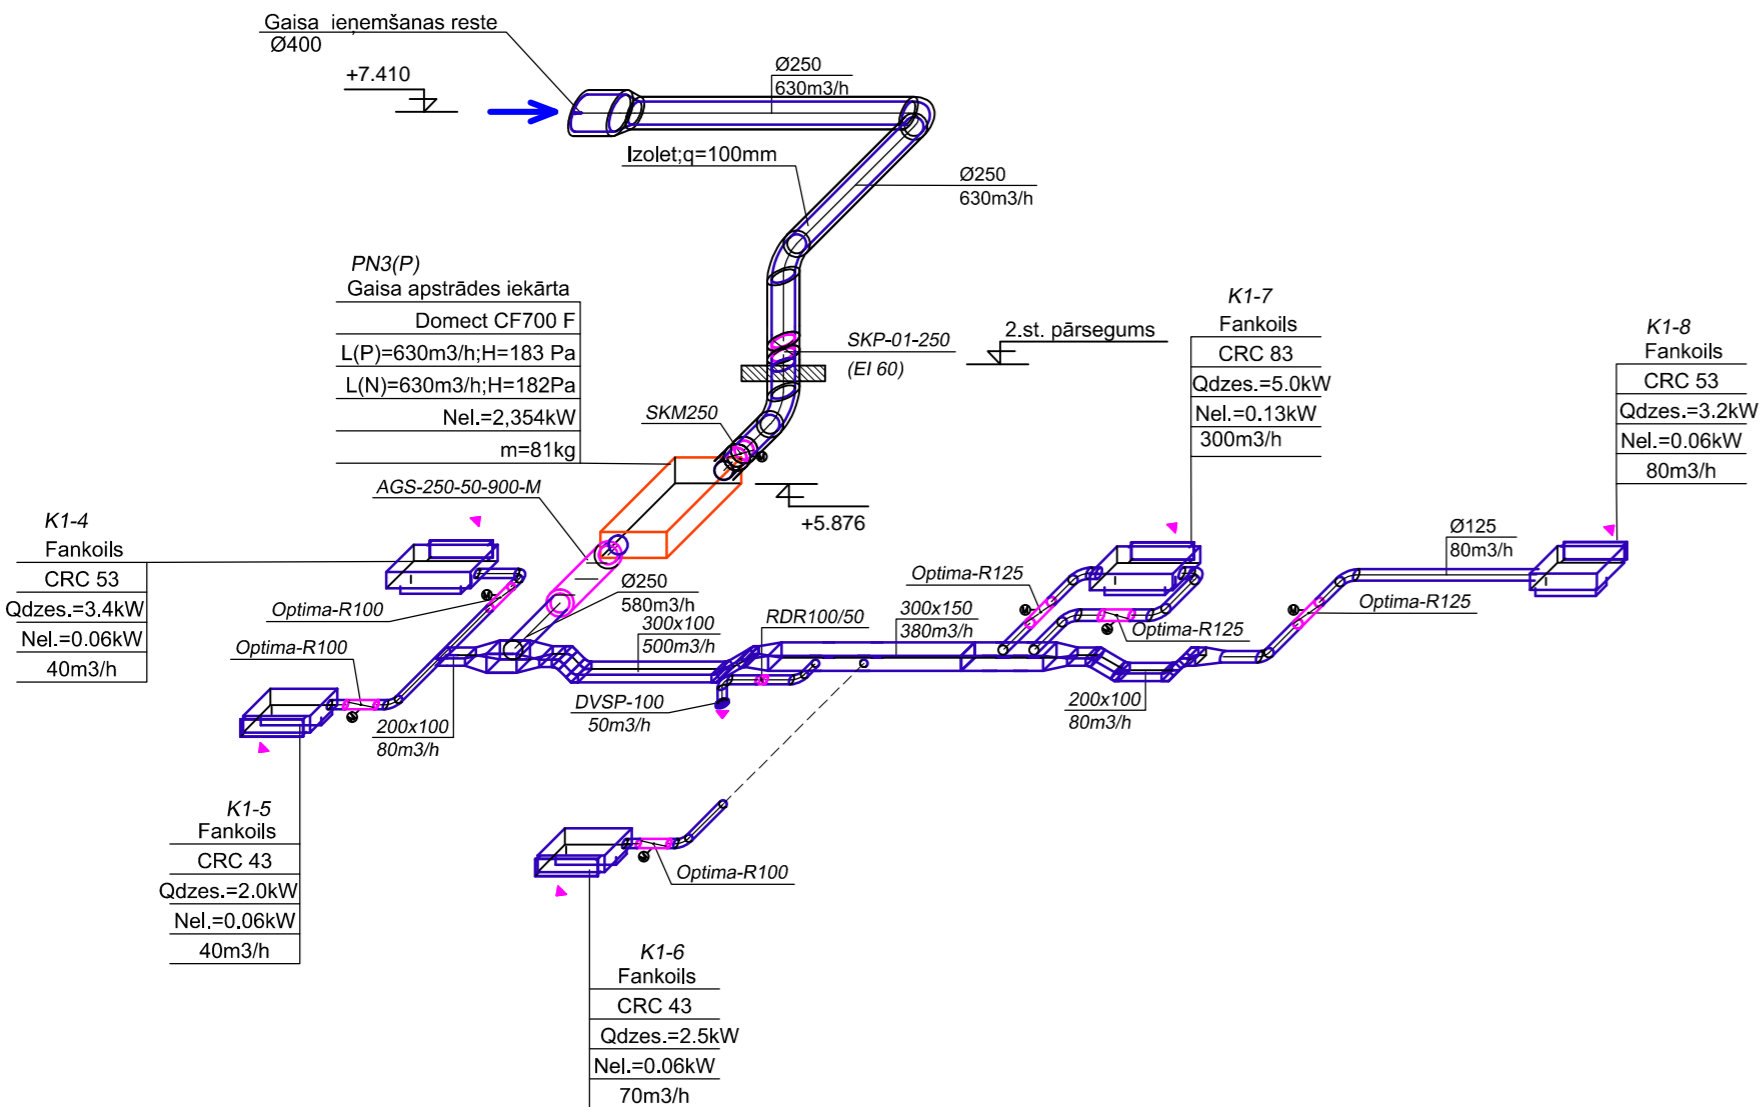 Gaisa ieņemšanas reste
Ø400
+7.410
Ø250
630m3/h
Izolet;q=100mm
Ø250
630m3/h
PN3(P)
Gaisa apstrādes iekārta
Domect CF700 F
L(P)=630m3/h;H=183 Pa
L(N)=630m3/h;H=182Pa
Nel.=2,354kW
m=81kg
SKP-01-250
(EI 60)
2.st. pārsegums
SKM250
AGS-250-50-900-M
+5.876
K1-7
Fankoils
CRC 83
Qdzes.=5.0kW
Nel.=0.13kW
300m3/h
K1-8
Fankoils
CRC 53
Qdzes.=3.2kW
Nel.=0.06kW
80m3/h
K1-4
Fankoils
CRC 53
Qdzes.=3.4kW
Nel.=0.06kW
40m3/h
Optima-R100
Optima-R100
Ø250
580m3/h
300x100
500m3/h
RDR100/50
300x150
380m3/h
Optima-R125
Optima-R125
Ø125
80m3/h
Optima-R125
200x100
80m3/h
DVSP-100
50m3/h
200x100
80m3/h
K1-5
Fankoils
CRC 43
Qdzes.=2.0kW
Nel.=0.06kW
40m3/h
Optima-R100
K1-6
Fankoils
CRC 43
Qdzes.=2.5kW
Nel.=0.06kW
70m3/h